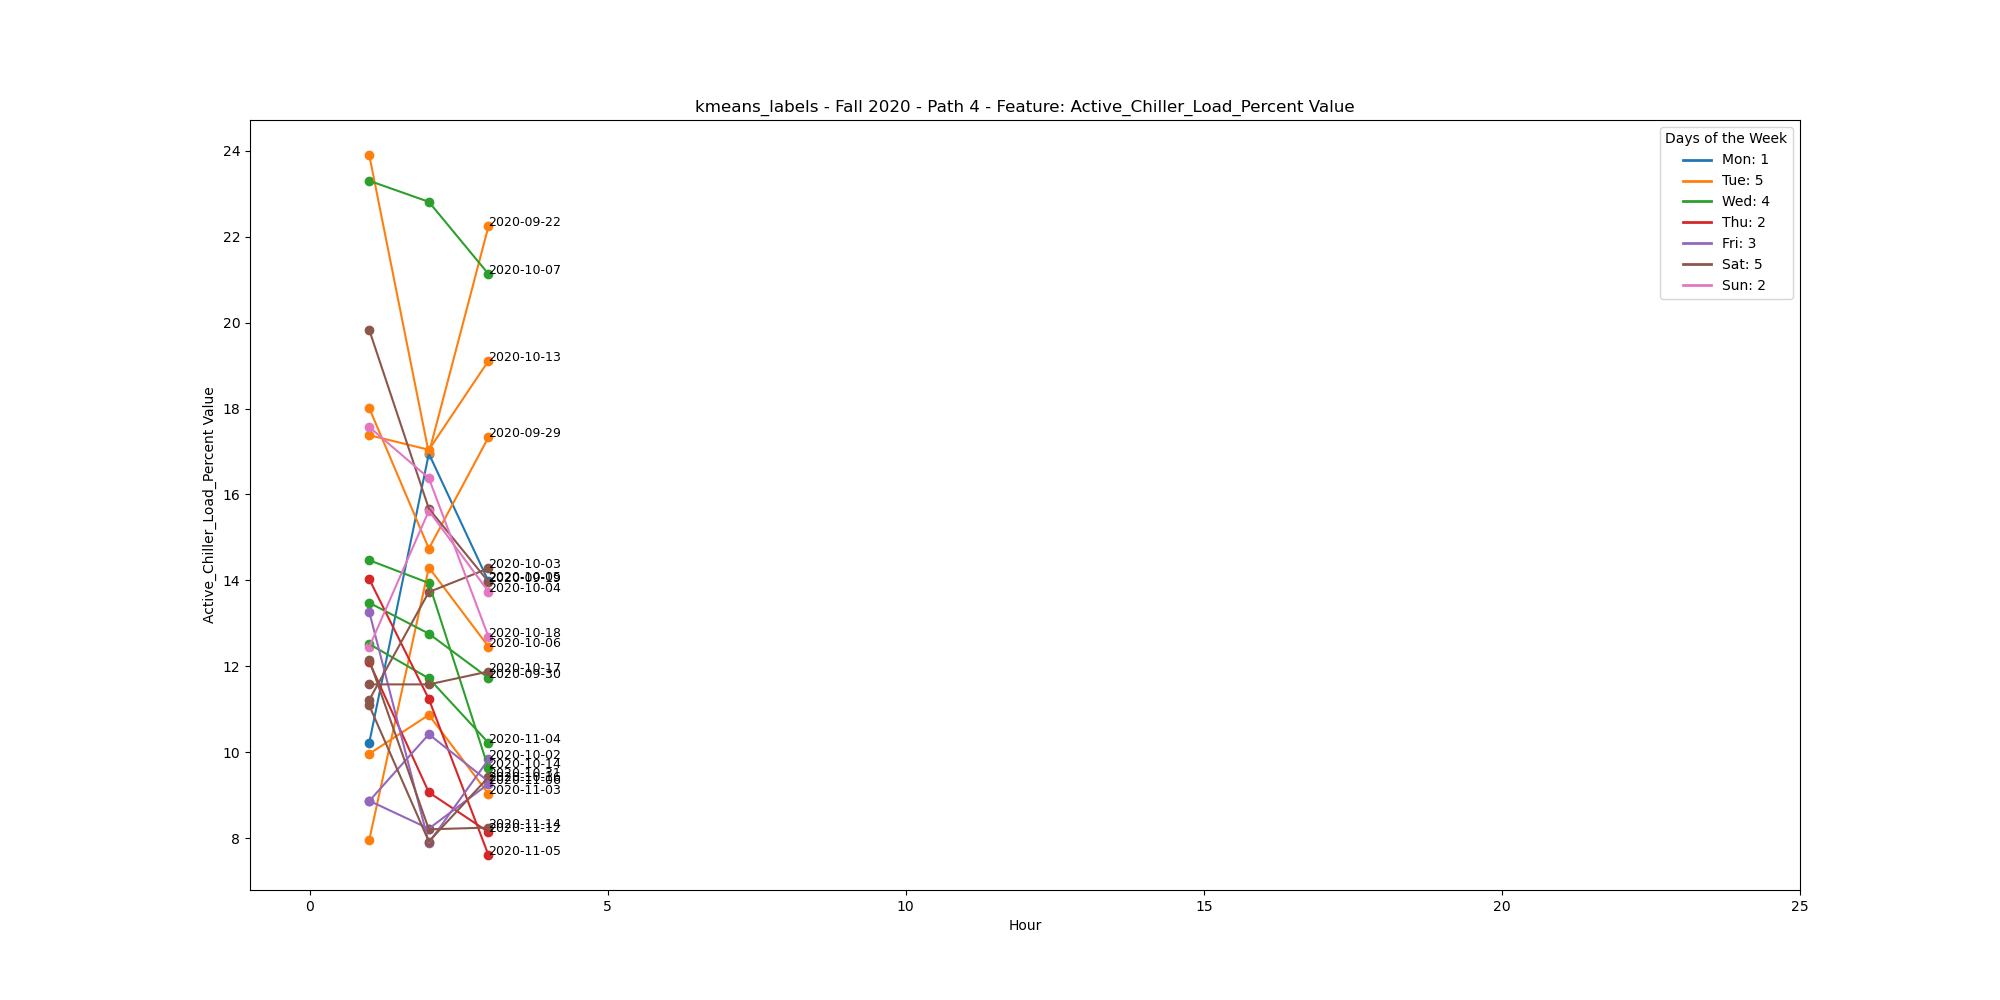 kmeans_labels - Fall 2020 - Path 4 - Feature: Active_Chiller_Load_Percent Value
Active_Chiller_Load_Percent Value
24
22
20
18
16
14
12
10
8
0
5
10
15
20
25
Hour
Days of the Week
Mon: 1
Tue: 5
Wed: 4
Thu: 2
Fri: 3
Sat: 5
Sun: 2
2020-09-22
2020-10-07
2020-10-13
2020-09-29
2020-10-03
2020-10-04
2020-10-18
2020-10-06
2020-10-17
2020-09-30
2020-11-04
2020-10-02
2020-10-14
2020-11-03
2020-11-14
2020-11-12
2020-11-05